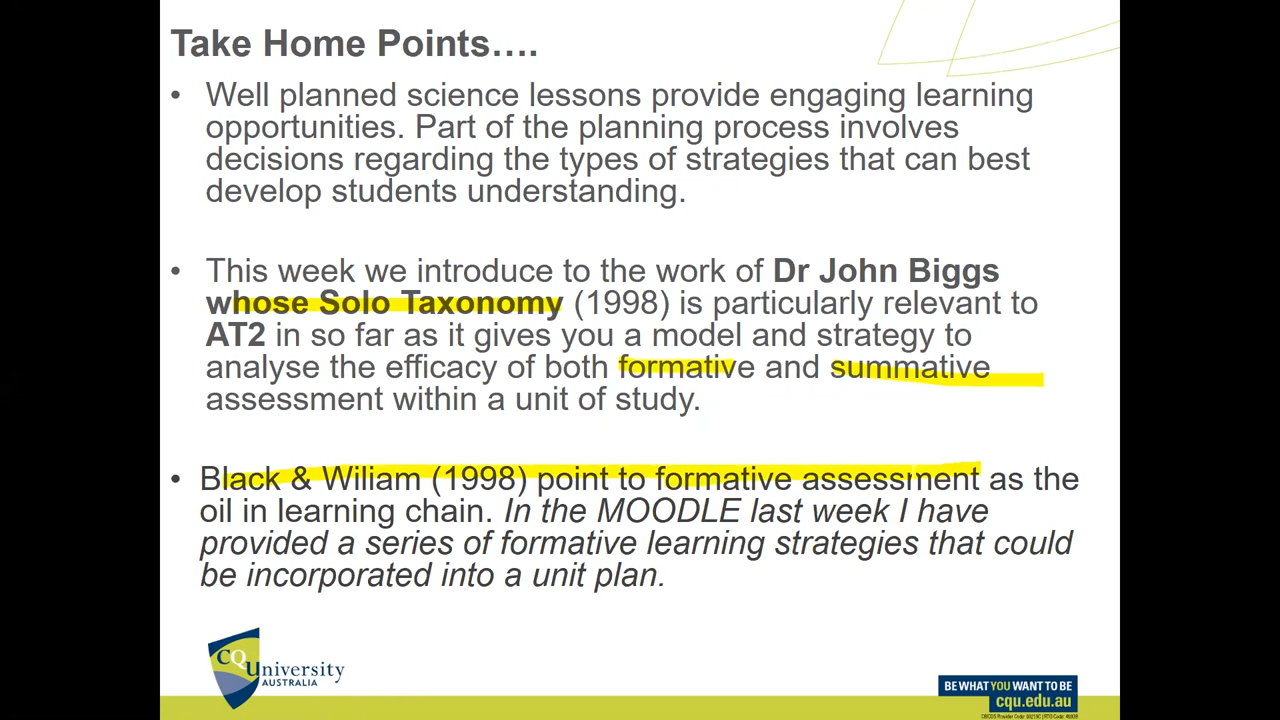 Take Home Points….
• Well planned science lessons provide engaging learning
opportunities. Part of the planning process involves
decisions regarding the types of strategies that can best
develop students understanding.
• This week we introduce to the work of Dr John Biggs
whose Solo Taxonomy (1998) is particularly relevant to
AT2 in so far as it gives you a model and strategy to
analyse the efficacy of both formative and summative
assessment within a unit of study.
• Black & Wiliam (1998) point to formative assessment as the
oil in learning chain. In the MOODLE last week I have
provided a series of formative learning strategies that could
be incorporated into a unit plan.
CQUniversity
AUSTRALIA
BE WHAT YOU WANT TO BE
cqu.edu.au